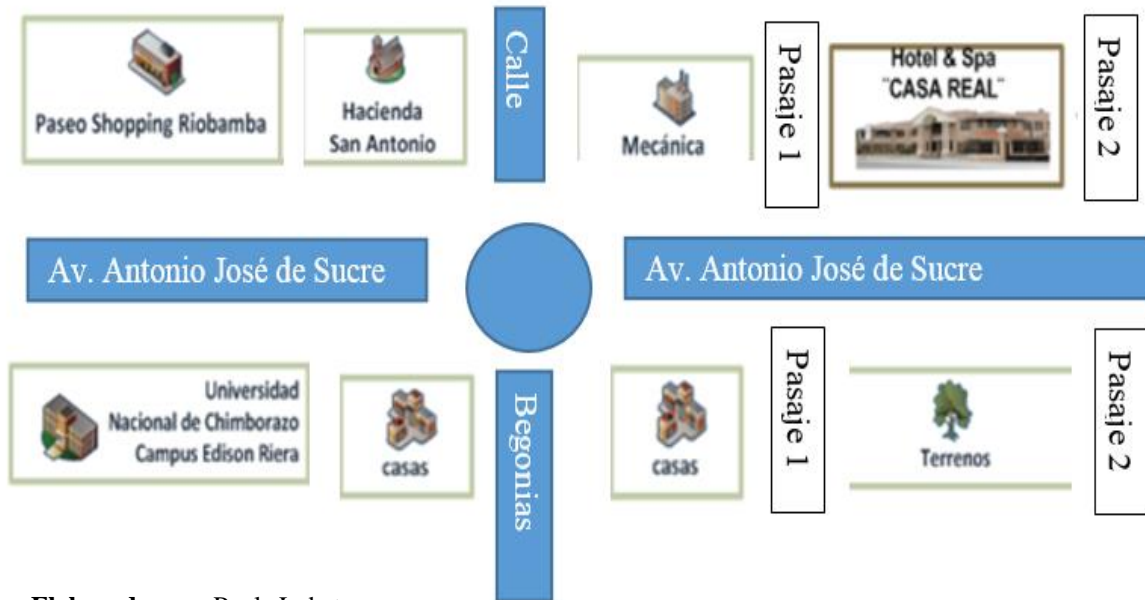 Paseo Shopping Riobamba
Hacienda
San Antonio
Calle
Mecánica
Pasaje 1
Hotel & Spa
¨CASA REAL¨
Pasaje 2
Av. Antonio José de Sucre
Av. Antonio José de Sucre
Universidad
Nacional de Chimborazo
Campus Edison Riera
casas
Begonias
casas
Pasaje 1
Terrenos
Pasaje 2